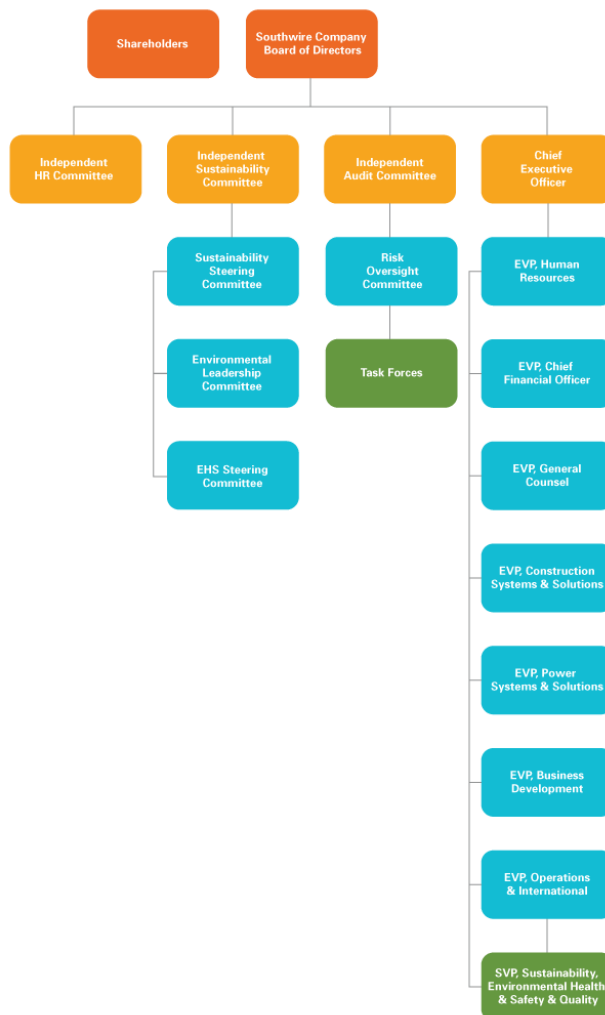 Shareholders
Southwire Company
Board of Directors
Independent
HR Committee
Independent
Sustainability
Committee
Independent
Audit Committee
Chief
Executive
Officer
Sustainability
Steering
Committee
Risk
Oversight
Committee
EVP, Human
Resources
Environmental
Leadership
Committee
Task Forces
EVP, Chief
Financial Officer
EHS Steering
Committee
EVP, General
Counsel
EVP, Construction
Systems & Solutions
EVP, Power
Systems & Solutions
EVP, Business
Development
EVP, Operations
& International
SVP, Sustainability,
Environmental Health
& Safety & Quality